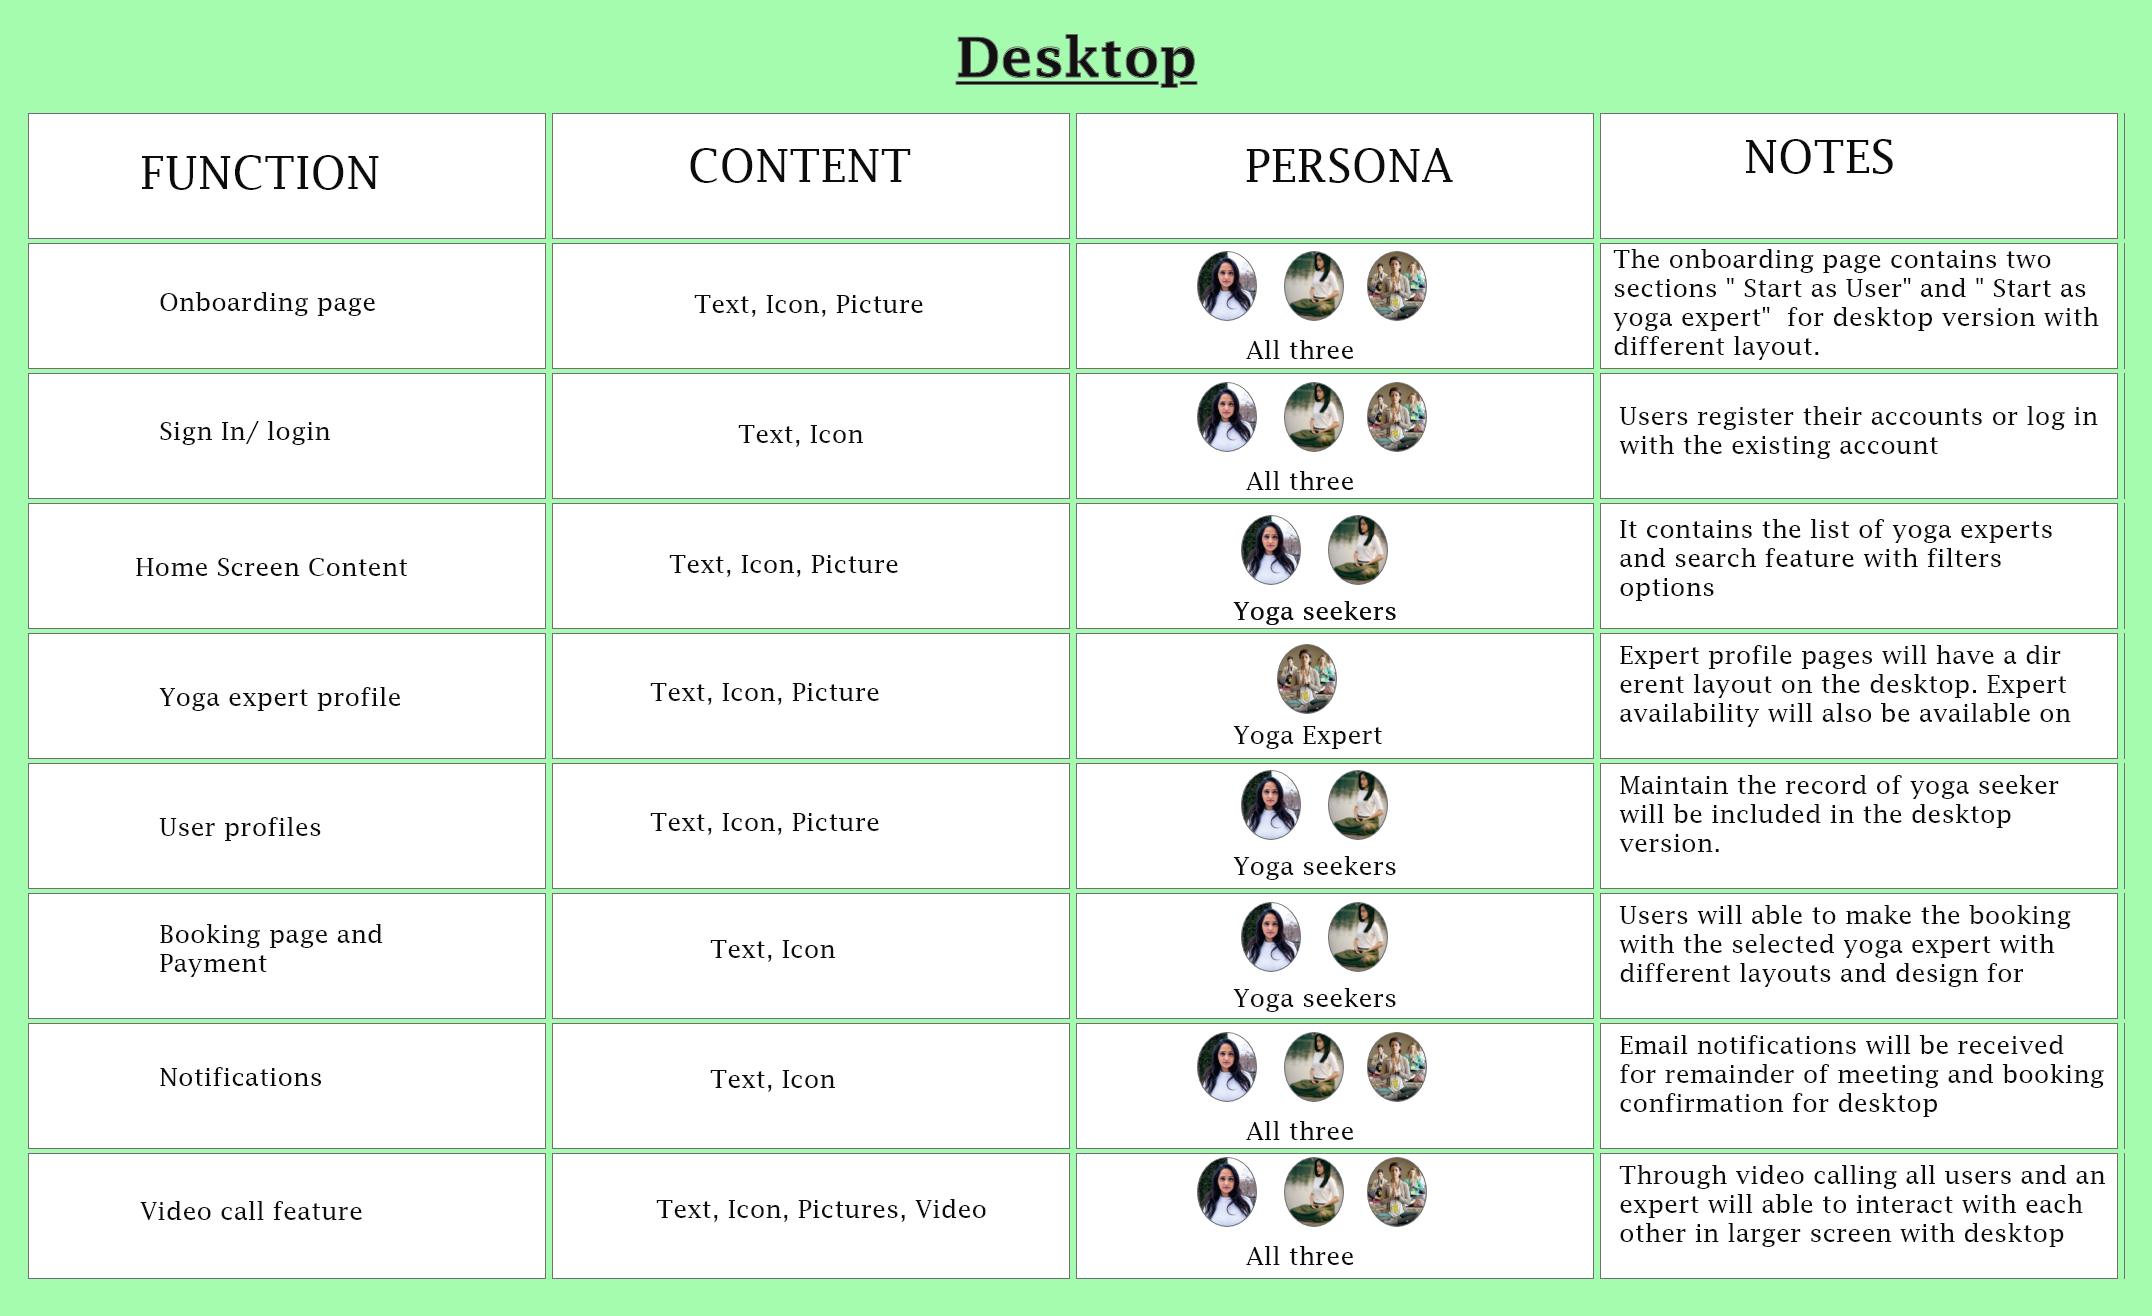 Desktop
FUNCTION
CONTENT
PERSONA
NOTES
Onboarding page
Text, Icon, Picture
All three
The onboarding page contains two
sections " Start as User" and " Start as
yoga expert"  for desktop version with
different layout.
Sign In/ login
Text, Icon
All three
Users register their accounts or log in
with the existing account
Home Screen Content
Text, Icon, Picture
Yoga seekers
It contains the list of yoga experts
and search feature with filters
options
Yoga expert profile
Text, Icon, Picture
Yoga Expert
Expert profile pages will have a dir
erent layout on the desktop. Expert
availability will also be available on
User profiles
Text, Icon, Picture
Yoga seekers
Maintain the record of yoga seeker
will be included in the desktop
version.
Booking page and
Payment
Text, Icon
Yoga seekers
Users will able to make the booking
with the selected yoga expert with
different layouts and design for
Notifications
Text, Icon
All three
Email notifications will be received
for remainder of meeting and booking
confirmation for desktop
Video call feature
Text, Icon, Pictures, Video
All three
Through video calling all users and an
expert will able to interact with each
other in larger screen with desktop